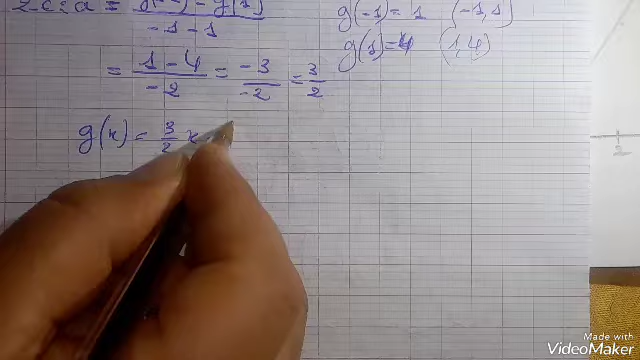 = g(-1) - g(1)
-1 - 1
g(-1) = 1 (-1, 1)
g(1) = 4 (1, 4)
= 1 - 4 / -2 = -3 / -2 = 3 / 2
g(x) = 3/2 x
Made With
VideoMaker